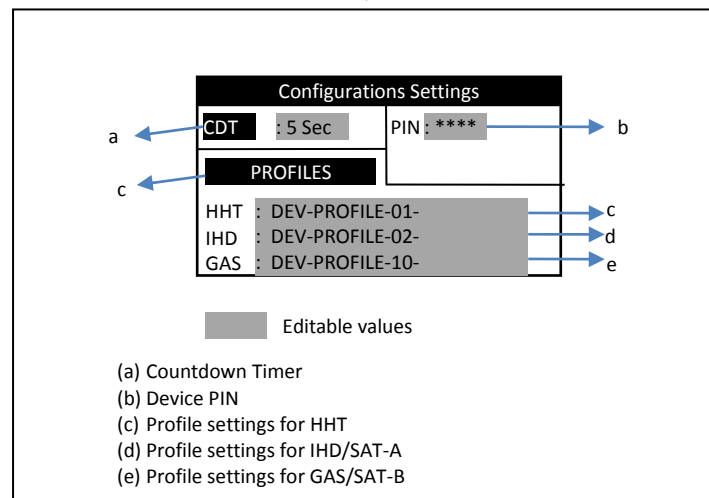 Configurations Settings
a CDT : 5 Sec PIN : **** b
c PROFILES
HHT : DEV-PROFILE-01- c
IHD : DEV-PROFILE-02- d
GAS : DEV-PROFILE-10- e
Editable values
(a) Countdown Timer
(b) Device PIN
(c) Profile settings for HHT
(d) Profile settings for IHD/SAT-A
(e) Profile settings for GAS/SAT-B